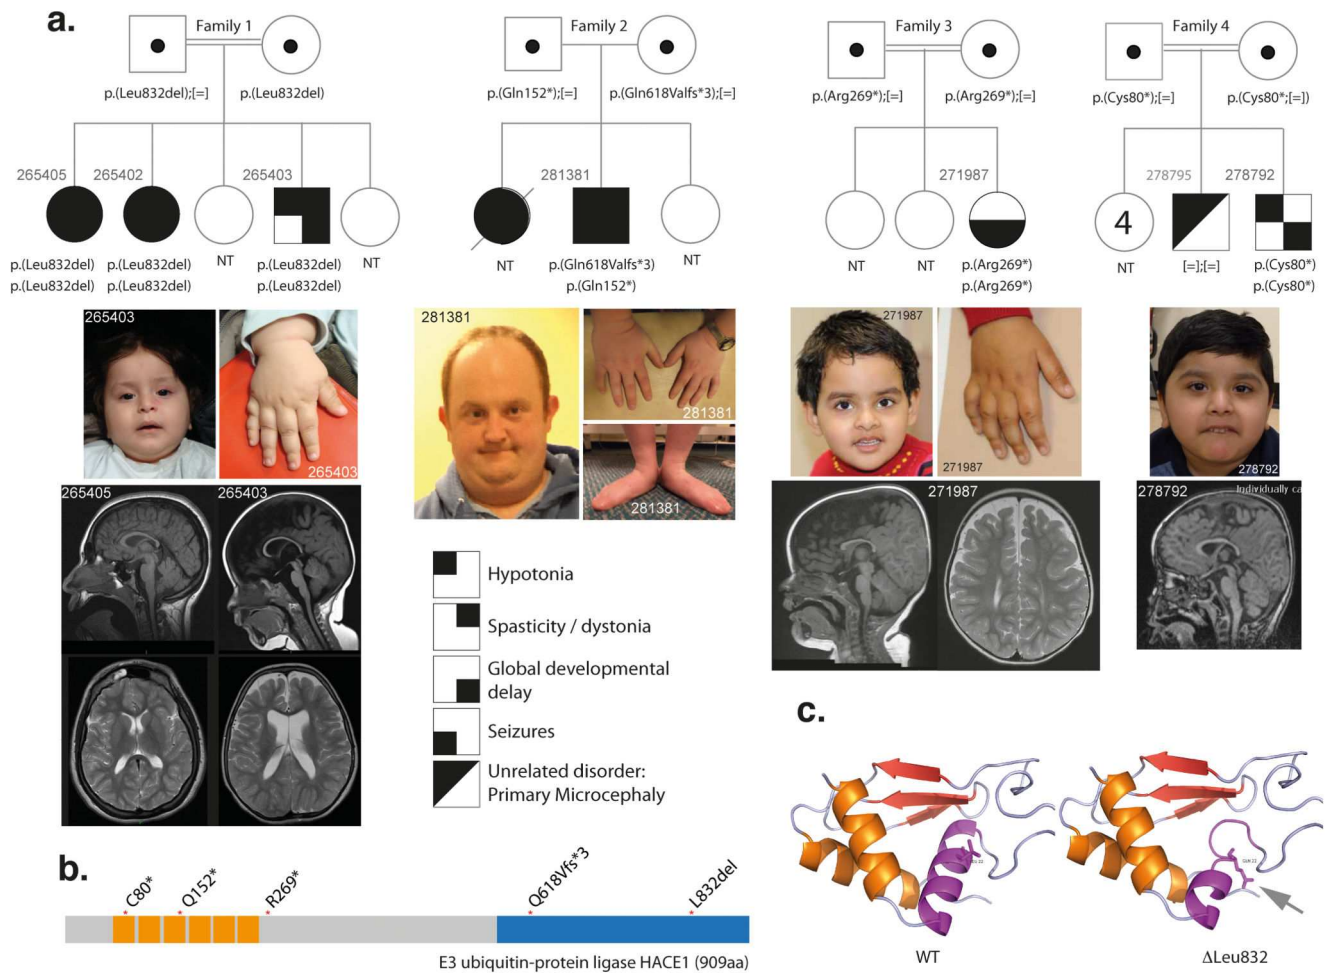 a.
Family 1
Family 2
Family 3
Family 4
p.(Leu832del);[=]
p.(Leu832del)
p.(Gln152*);[=]
p.(Gln618Valfs*3);[=]
p.(Arg269*);[=]
p.(Arg269*);[=]
p.(Cys80*);[=]
p.(Cys80*;[=])
265405
265402
265403
281381
271987
278795
278792
4
p.(Leu832del)
p.(Leu832del)
p.(Leu832del)
p.(Leu832del)
NT
p.(Leu832del)
p.(Leu832del)
NT
NT
p.(Gln618Valfs*3)
p.(Gln152*)
NT
NT
NT
p.(Arg269*)
p.(Arg269*)
NT
[=];[=]
p.(Cys80*)
p.(Cys80*)
265403
265403
281381
281381
281381
271987
271987
278792
265405
265403
271987
278792
Individually ca
Hypotonia
Spasticity / dystonia
Global developmental
delay
Seizures
Unrelated disorder:
Primary Microcephaly
b.
C80*
Q152*
R269*
Q618Vfs*3
L832del
* * * * *
E3 ubiquitin-protein ligase HACE1 (909aa)
c.
WT
ΔLeu832